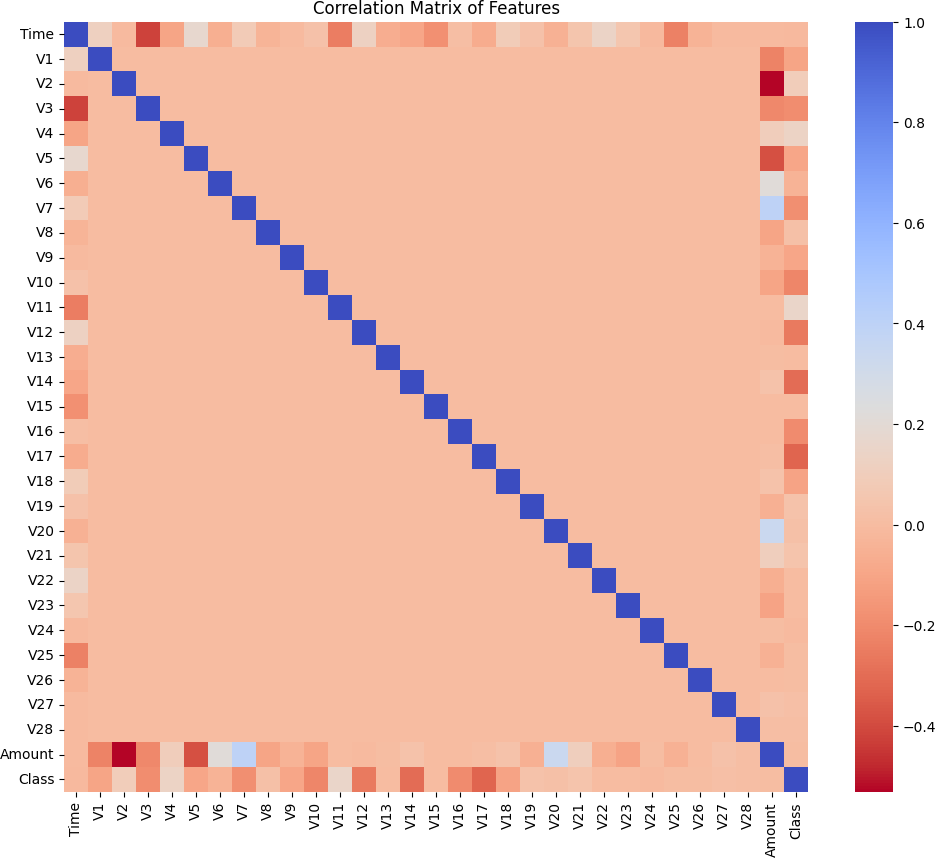 Correlation Matrix of Features
Time
V1
V2
V3
V4
V5
V6
V7
V8
V9
V10
V11
V12
V13
V14
V15
V16
V17
V18
V19
V20
V21
V22
V23
V24
V25
V26
V27
V28
Amount
Class
Time V1 V2 V3 V4 V5 V6 V7 V8 V9 V10 V11 V12 V13 V14 V15 V16 V17 V18 V19 V20 V21 V22 V23 V24 V25 V26 V27 V28 Amount Class
1.0
0.8
0.6
0.4
0.2
0.0
−0.2
−0.4